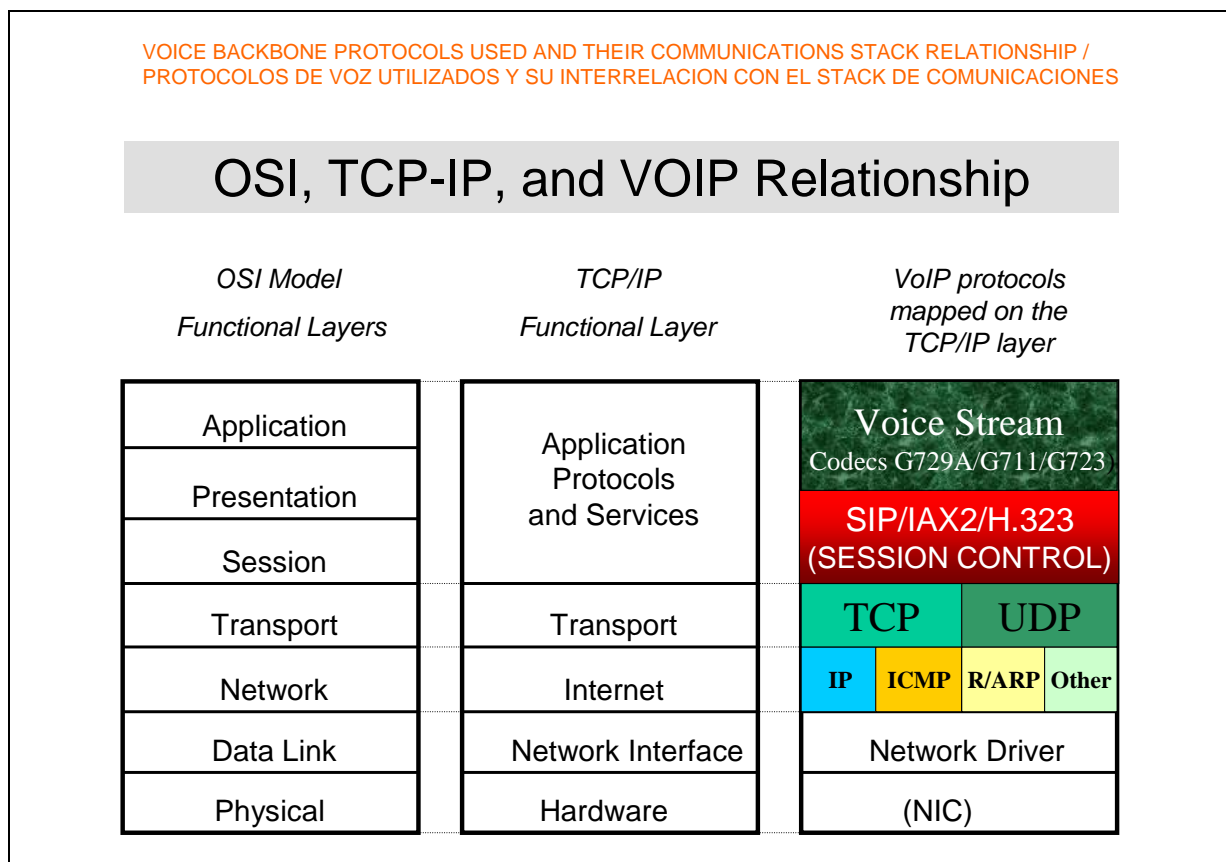 VOICE BACKBONE PROTOCOLS USED AND THEIR COMMUNICATIONS STACK RELATIONSHIP /
PROTOCOLOS DE VOZ UTILIZADOS Y SU INTERRELACION CON EL STACK DE COMUNICACIONES
OSI, TCP-IP, and VOIP Relationship
OSI Model
Functional Layers
TCP/IP
Functional Layer
VoIP protocols
mapped on the
TCP/IP layer
Application
Presentation
Session
Transport
Network
Data Link
Physical
Application
Protocols
and Services
Transport
Internet
Network Interface
Hardware
Voice Stream
Codecs G729A/G711/G723)
SIP/IAX2/H.323
(SESSION CONTROL)
TCP
UDP
IP
ICMP
R/ARP
Other
Network Driver
(NIC)